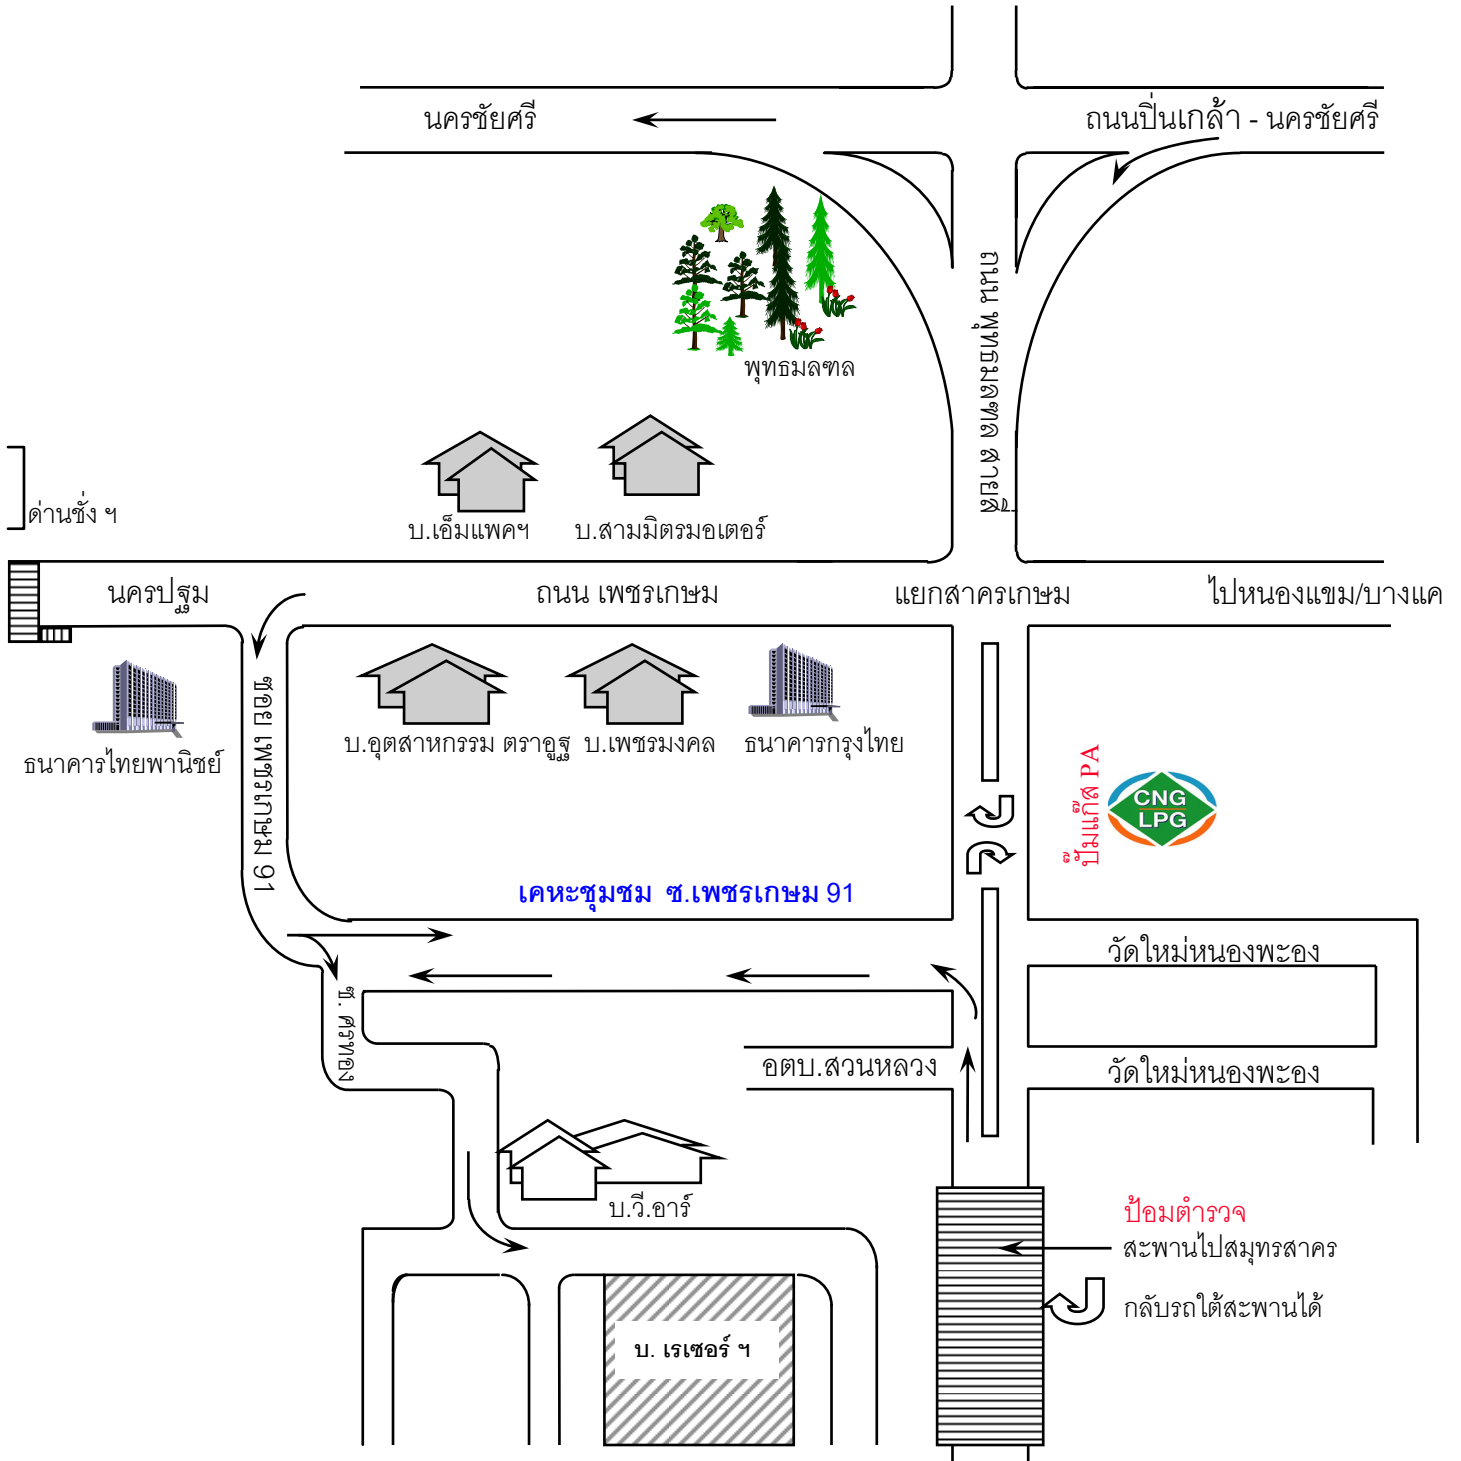 นครชัยศรี
ถนนปิ่นเกล้า - นครชัยศรี
ถนน พุทธมลฑล สายสี่
พุทธมลฑล
ด่านชั่ง ฯ
บ.เอ็มแพคฯ
บ.สามมิตรมอเตอร์
นครปฐม
ถนน เพชรเกษม
แยกสาครเกษม
ไปหนองแขม/บางแค
ธนาคารไทยพานิชย์
ซอย เพชรเกษม 91
บ.อุตสาหกรรม ตราอูฐ
บ.เพชรมงคล
ธนาคารกรุงไทย
ปั๊มแก๊ส PA
CNG
LPG
เคหะชุมชม ซ.เพชรเกษม 91
วัดใหม่หนองพะอง
ซ. ศรทอง
อตบ.สวนหลวง
วัดใหม่หนองพะอง
บ.วี.อาร์
ป้อมตำรวจ
สะพานไปสมุทรสาคร
กลับรถใต้สะพานได้
บ. เรเซอร์ ฯ